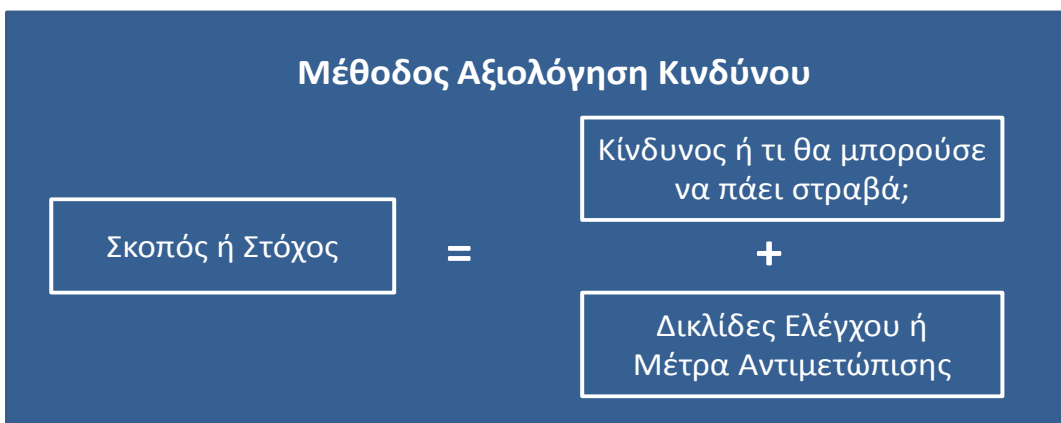 Μέθοδος Αξιολόγηση Κινδύνου
Σκοπός ή Στόχος
=
Κίνδυνος ή τι θα μπορούσε
να πάει στραβά;
+
Δικλίδες Ελέγχου ή
Μέτρα Αντιμετώπισης